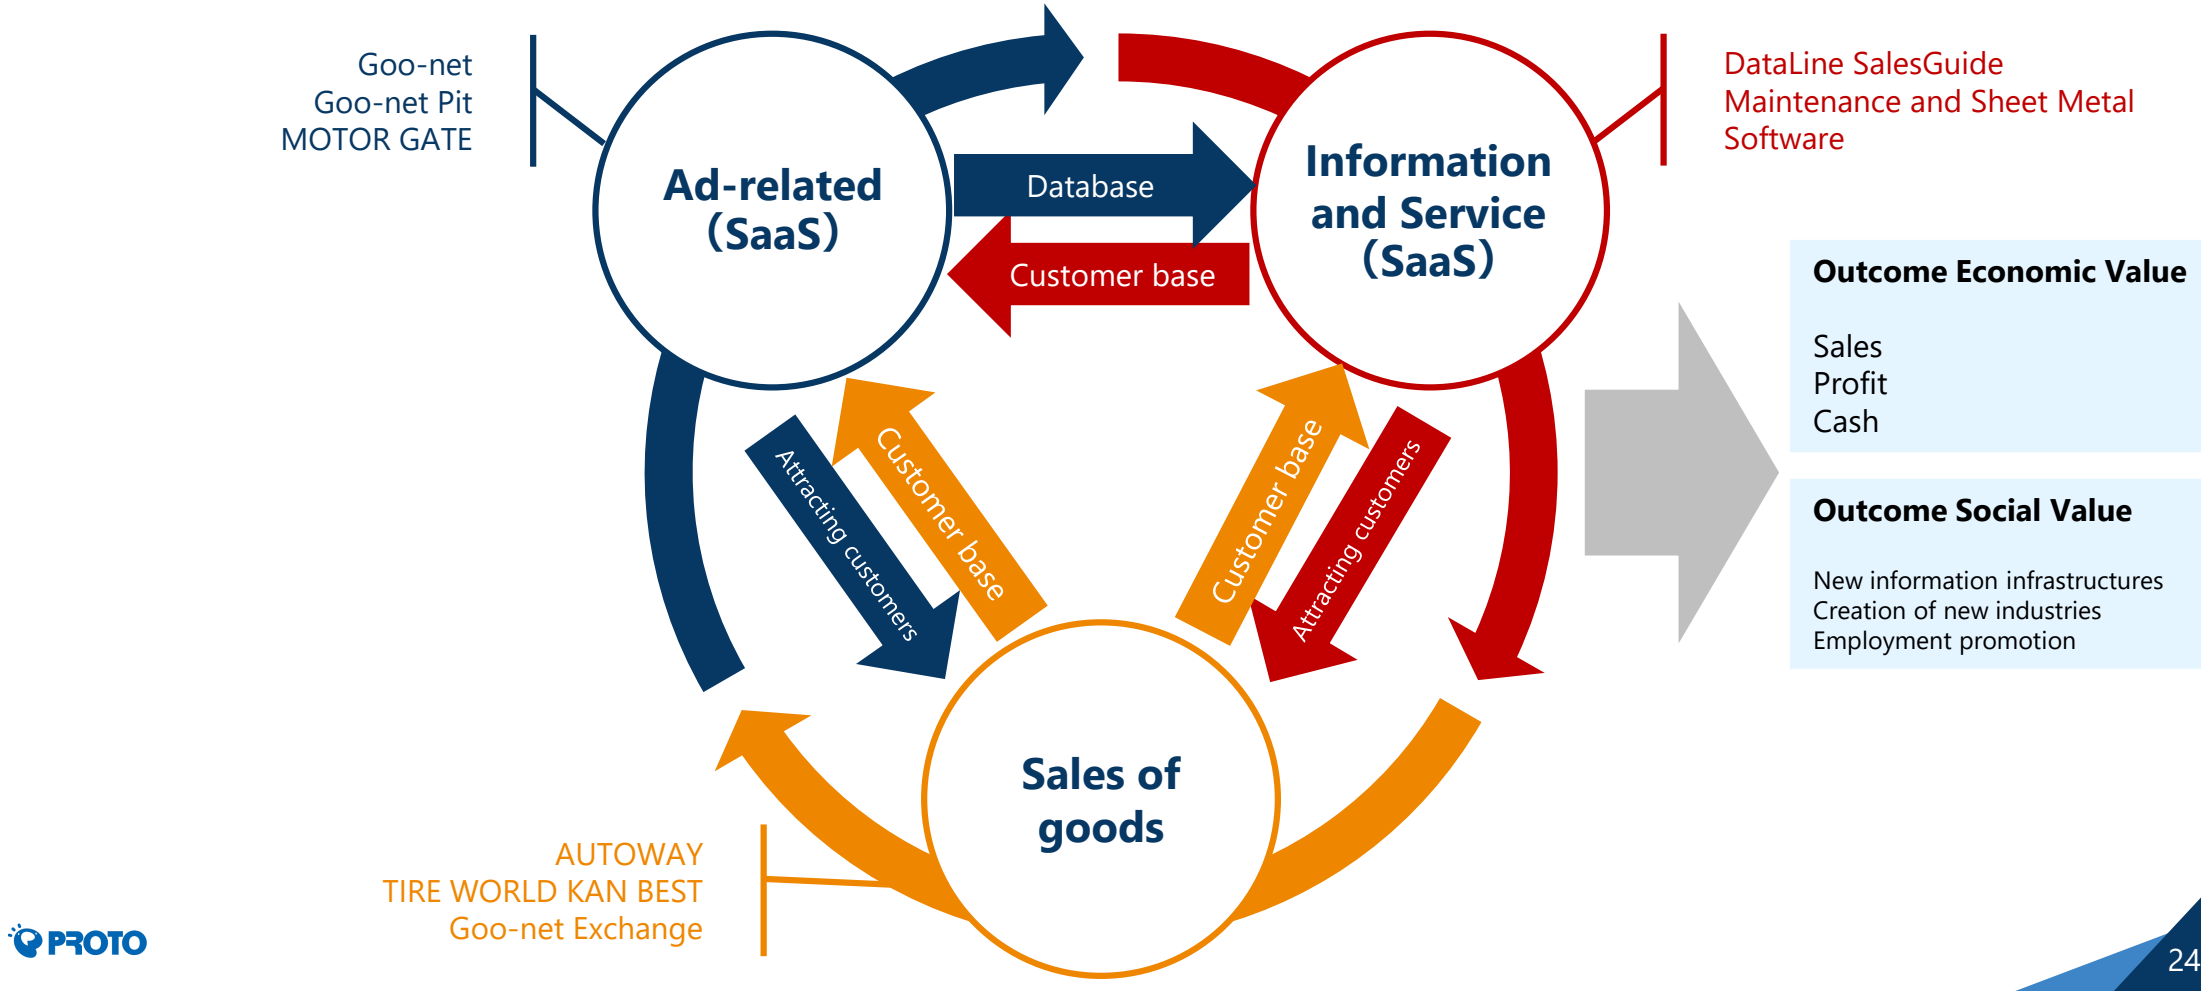 Goo-net
Goo-net Pit
MOTOR GATE
Ad-related
（SaaS）
Database
Customer base
Information
and Service
（SaaS）
DataLine SalesGuide
Maintenance and Sheet Metal
Software
Attracting customers
Customer base
Customer base
Attracting customers
Sales of
goods
AUTOWAY
TIRE WORLD KAN BEST
Goo-net Exchange
Outcome Economic Value
Sales
Profit
Cash
Outcome Social Value
New information infrastructures
Creation of new industries
Employment promotion
PROTO
24